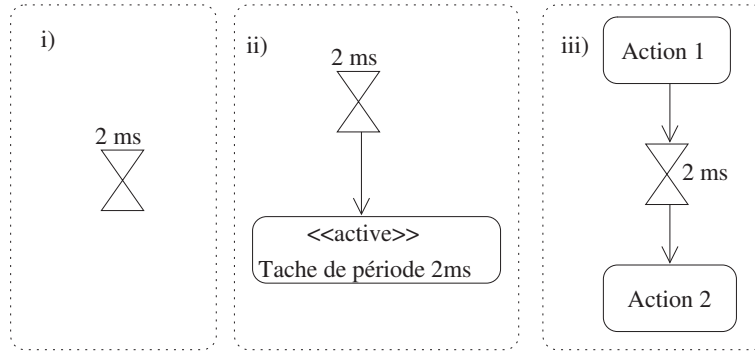 i)
2 ms
ii)
2 ms
<<active>>
Tache de période 2ms
iii)
Action 1
2 ms
Action 2